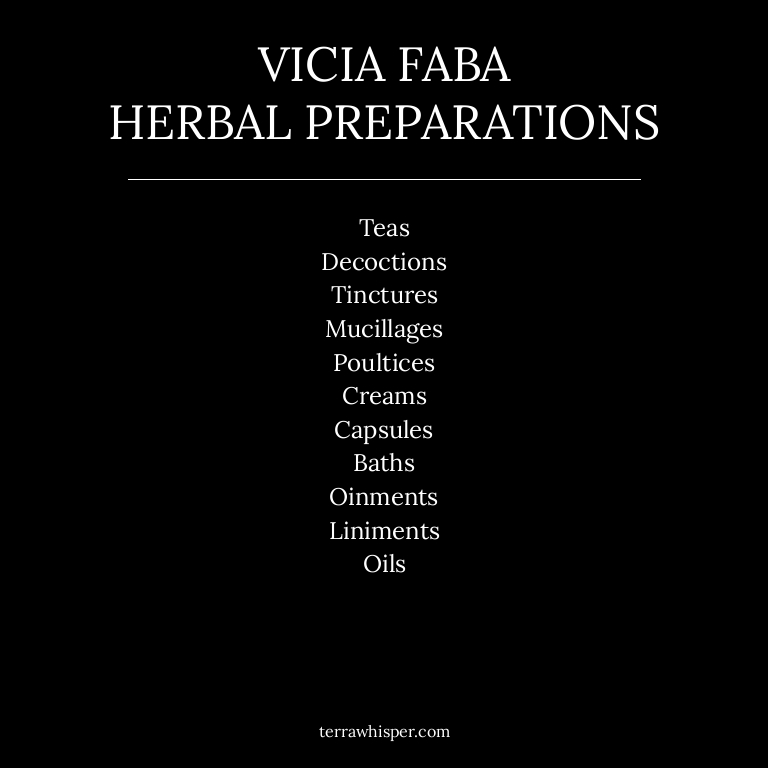 VICIA FABA
HERBAL PREPARATIONS
Teas
Decoctions
Tinctures
Mucillages
Poultices
Creams
Capsules
Baths
Oinments
Liniments
Oils
terrawhisper.com